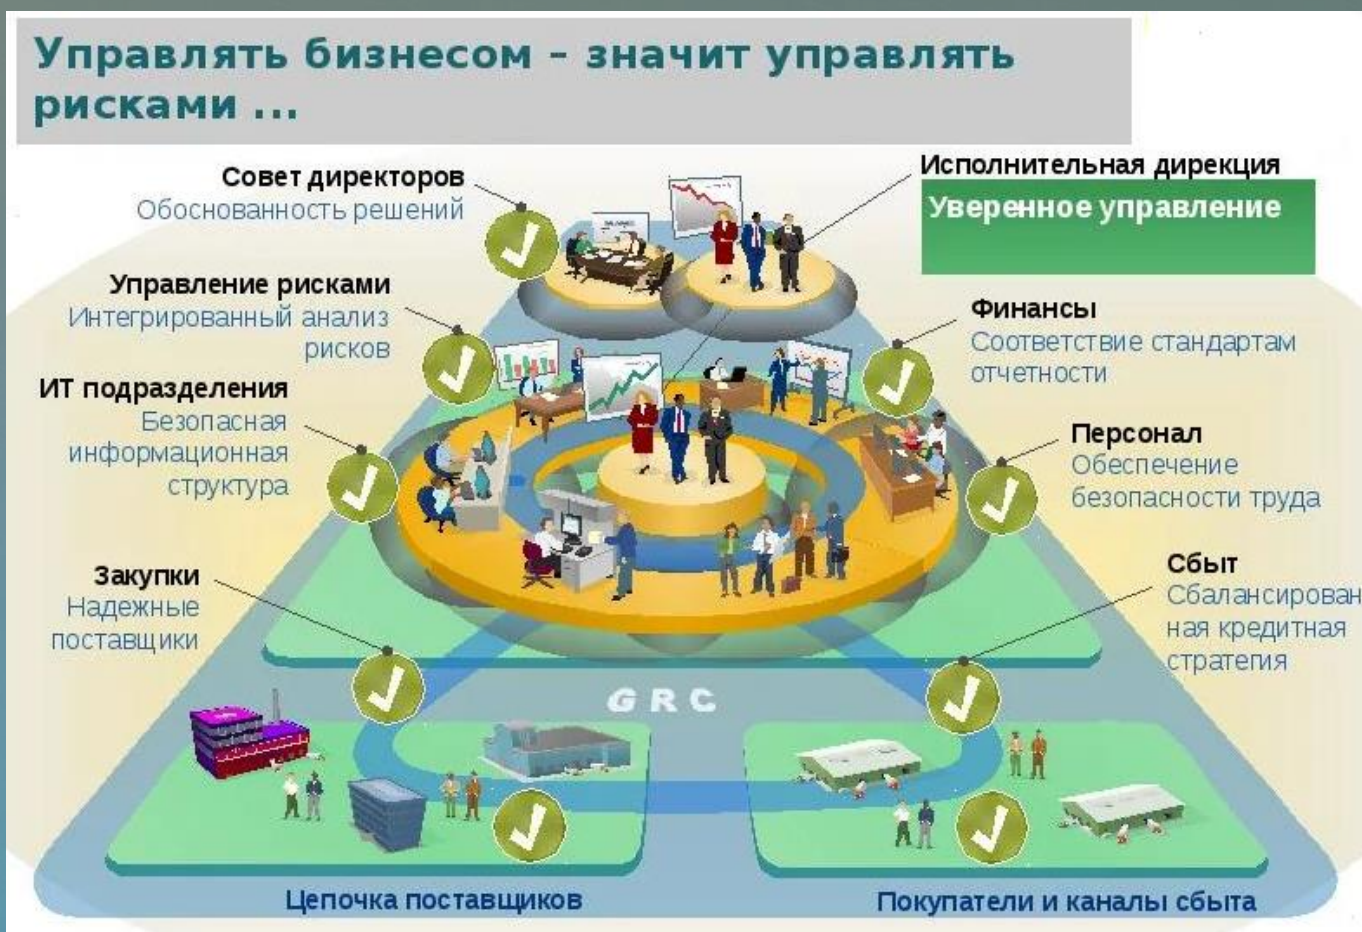 Управлять бизнесом – значит управлять
рисками ...
Совет директоров
Обоснованность решений
Исполнительная дирекция
Уверенное управление
Управление рисками
Интегрированный анализ
рисков
Финансы
Соответствие стандартам
отчетности
ИТ подразделения
Безопасная
информационная
структура
Персонал
Обеспечение
безопасности труда
Закупки
Надежные
поставщики
Сбыт
Сбалансирован
ная кредитная
стратегия
GRC
Цепочка поставщиков
Покупатели и каналы сбыта